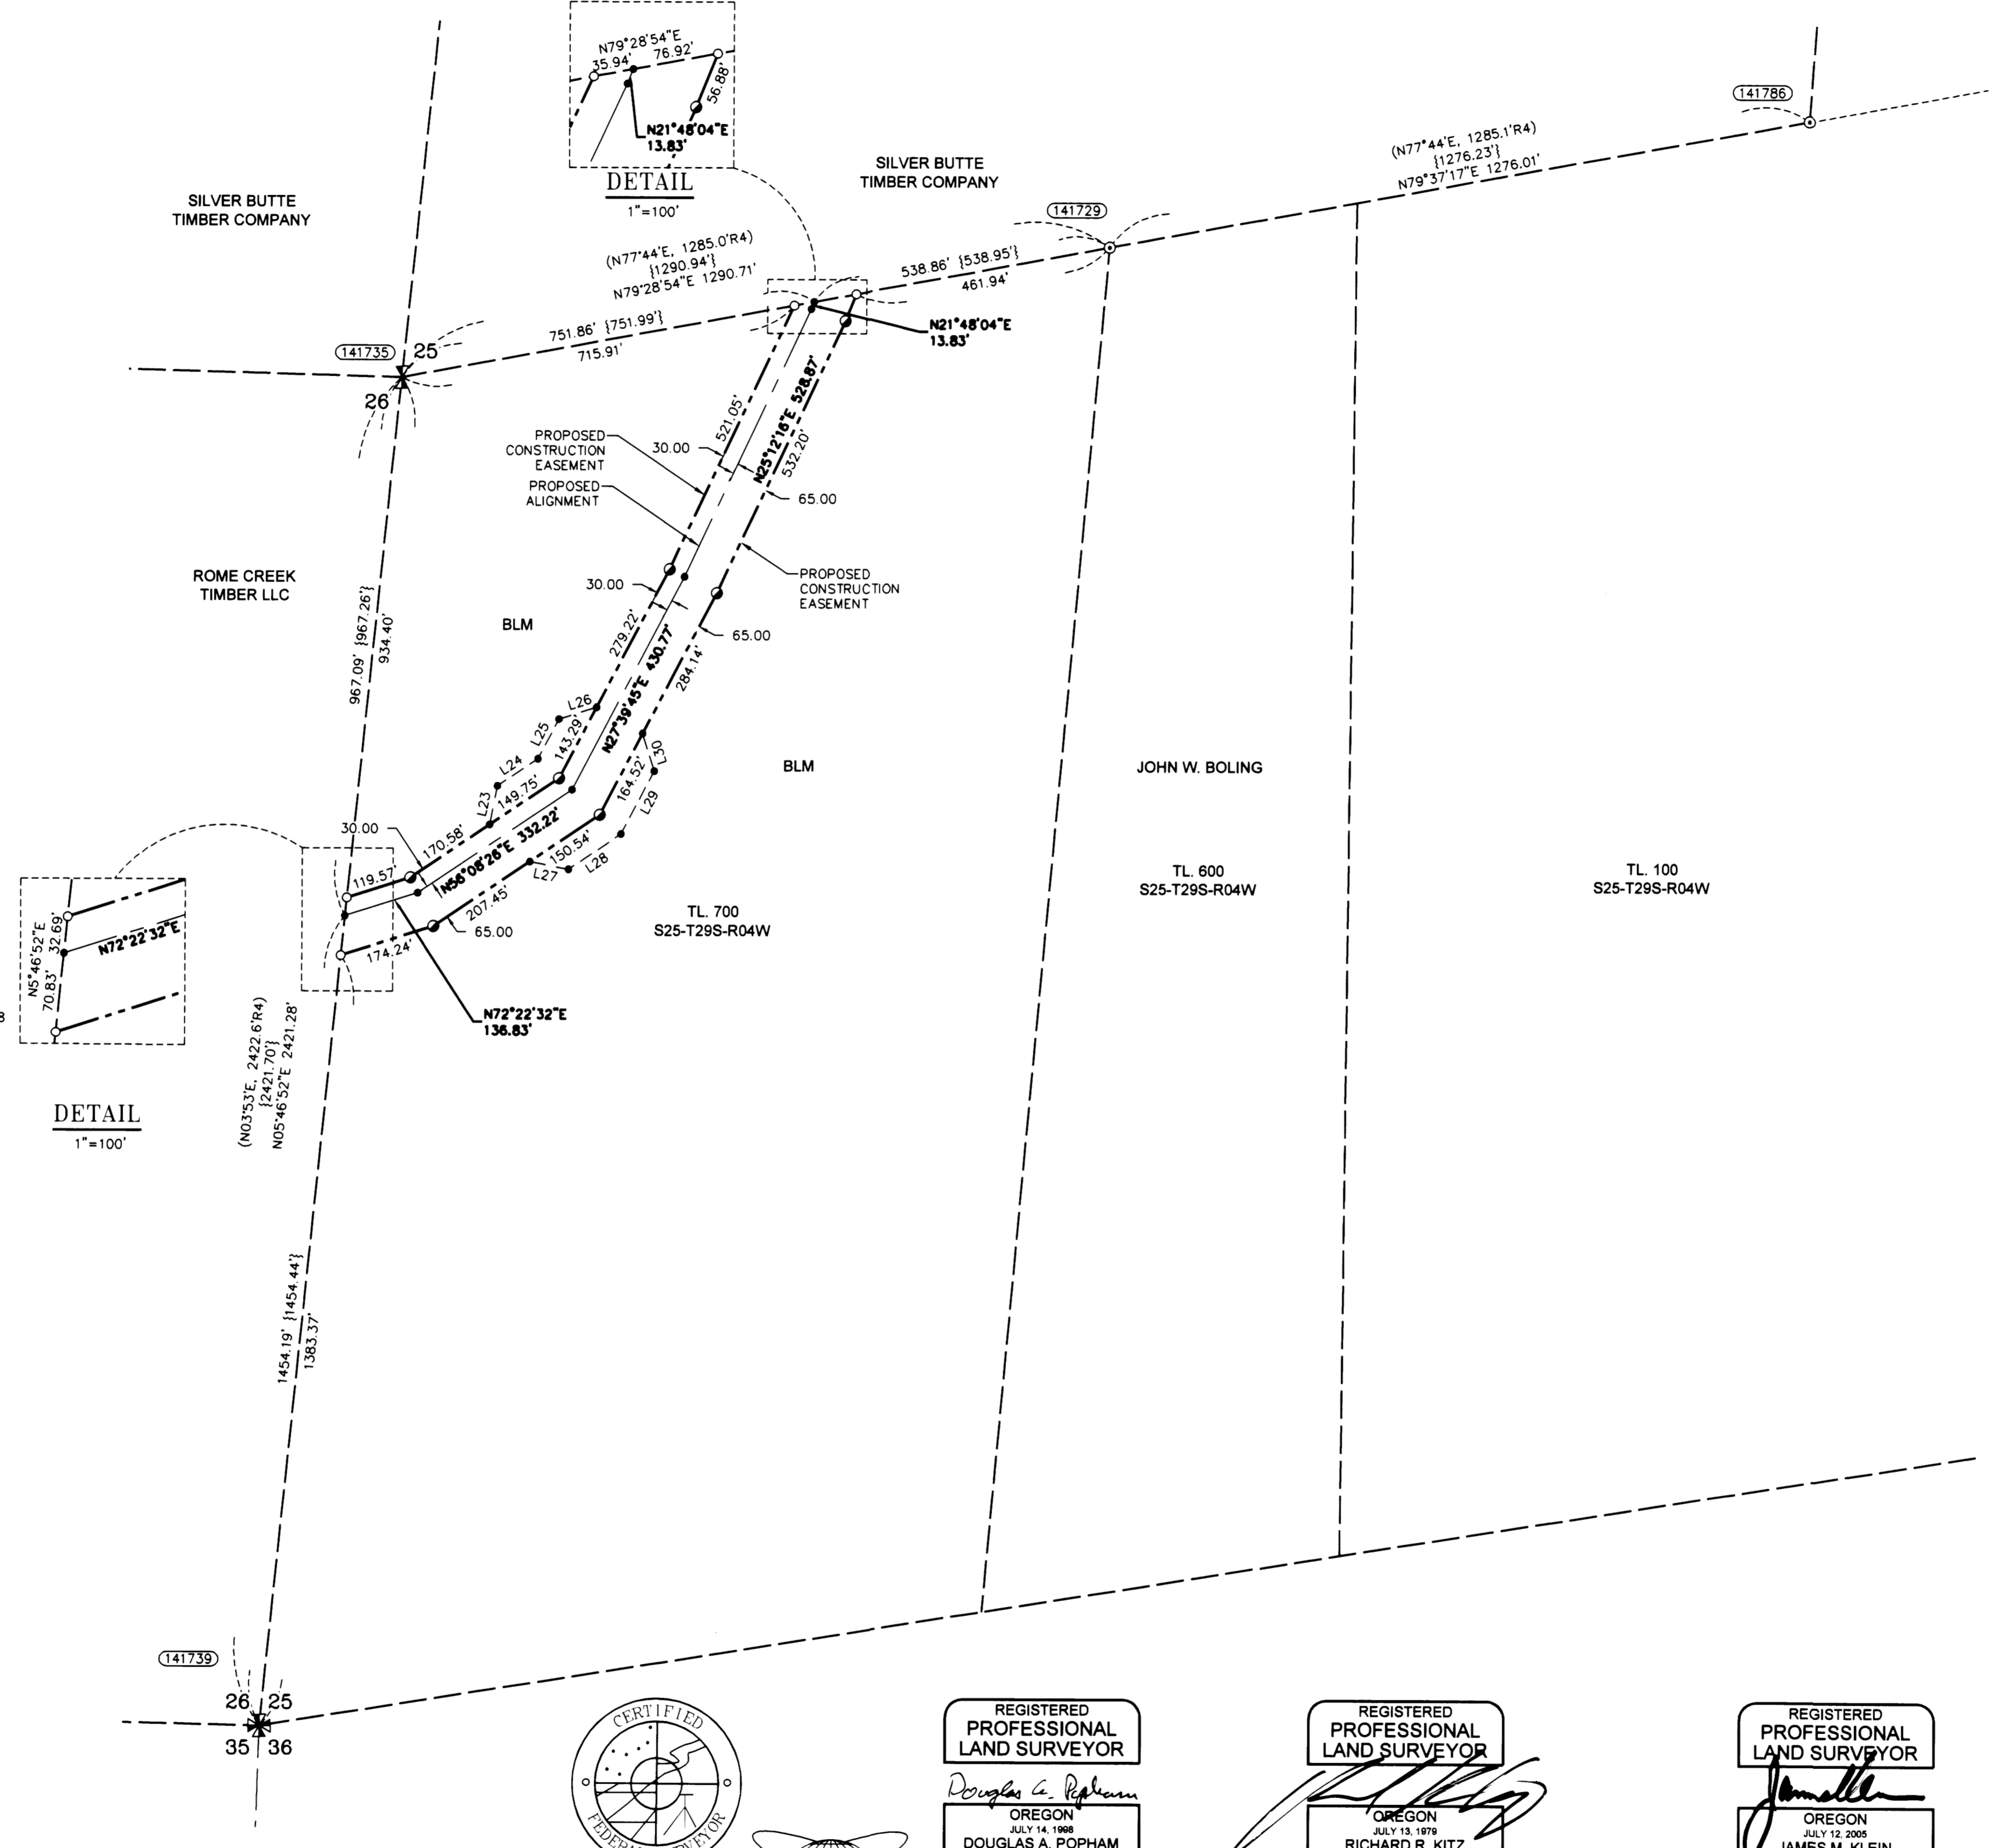 N79°28'54"E
35.94' 76.92'
56.88'
N21°48'04"E
13.83'
DETAIL
1"=100'
SILVER BUTTE
TIMBER COMPANY
SILVER BUTTE
TIMBER COMPANY
141786
(N77°44'E, 1285.1'R4)
{1276.23'}
N79°37'17"E 1276.01'
141729
(N77°44'E, 1285.0'R4)
{1290.94'}
N79°28'54"E 1290.71'
538.86' {538.95'}
461.94'
751.86' {751.99'}
715.91'
N21°48'04"E
13.83'
141735
25
26
521.05'
N25°12'16"E 528.87'
532.20'
PROPOSED
CONSTRUCTION
EASEMENT
30.00
PROPOSED
ALIGNMENT
65.00
ROME CREEK
TIMBER LLC
30.00
PROPOSED
CONSTRUCTION
EASEMENT
BLM
65.00
967.09' {967.26'}
934.40'
279.22'
N27°39'45"E 430.77'
284.14'
L26
L25
143.29'
L24
L23
149.75'
L30
164.52'
L29
BLM
JOHN W. BOLING
30.00
170.58'
N56°08'26"E 332.22'
150.54'
L28
L27
119.57'
207.45'
65.00
174.24'
TL. 600
S25-T29S-R04W
TL. 100
S25-T29S-R04W
TL. 700
S25-T29S-R04W
N5°46'52"E
32.69'
70.83'
N72°22'32"E
N72°22'32"E
136.83'
8
(N03°53'E, 2422.6'R4)
{2421.70'}
N05°46'52"E 2421.28'
DETAIL
1"=100'
1454.19' {1454.44'}
1383.37'
141739
26 25
35 36
CERTIFIED
REGISTERED
PROFESSIONAL
LAND SURVEYOR
Douglas A. Popham
OREGON
JULY 14, 1998
DOUGLAS A. POPHAM
REGISTERED
PROFESSIONAL
LAND SURVEYOR
OREGON
JULY 13, 1979
RICHARD R. KITZ
REGISTERED
PROFESSIONAL
LAND SURVEYOR
OREGON
JULY 12, 2005
JAMES M. KLEIN